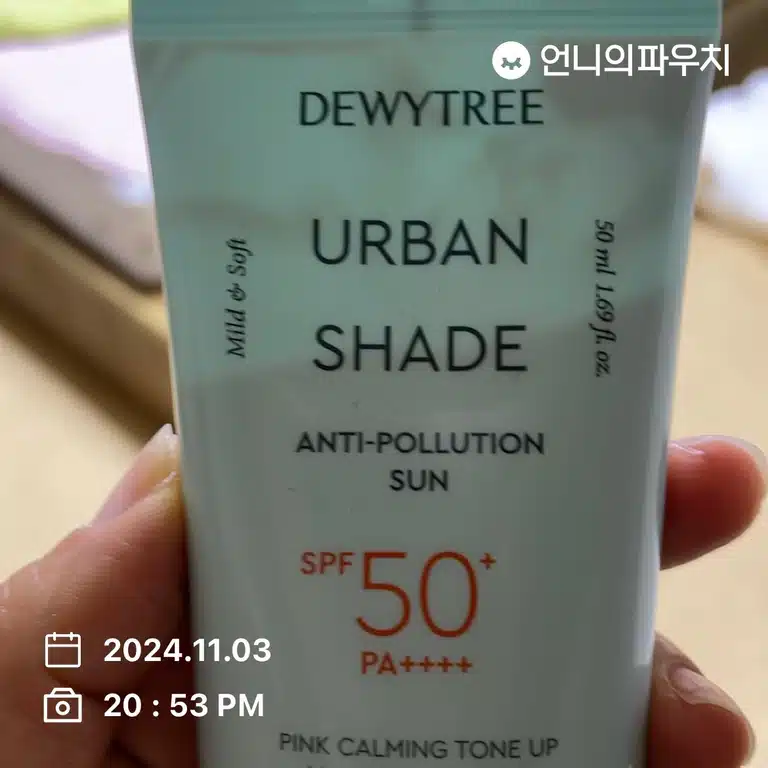 언니의파우치
DEWYTREE
URBAN
SHADE
Mild & Soft
50 ml 1.69 fl. oz.
ANTI-POLLUTION
SUN
SPF 50+
PA++++
2024.11.03
20 : 53 PM
PINK CALMING TONE UP